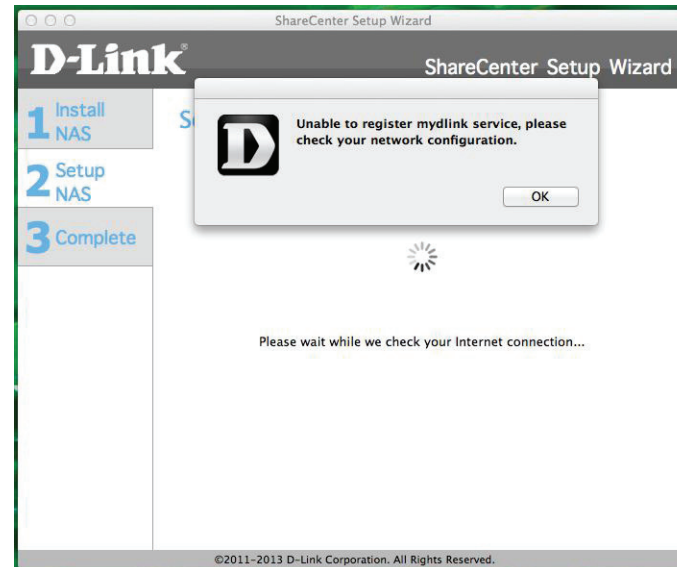 ShareCenter Setup Wizard
D-Link®
ShareCenter Setup Wizard
1 Install
NAS
2 Setup
NAS
3 Complete
Unable to register mydlink service, please
check your network configuration.
OK
Please wait while we check your Internet connection...
©2011-2013 D-Link Corporation. All Rights Reserved.